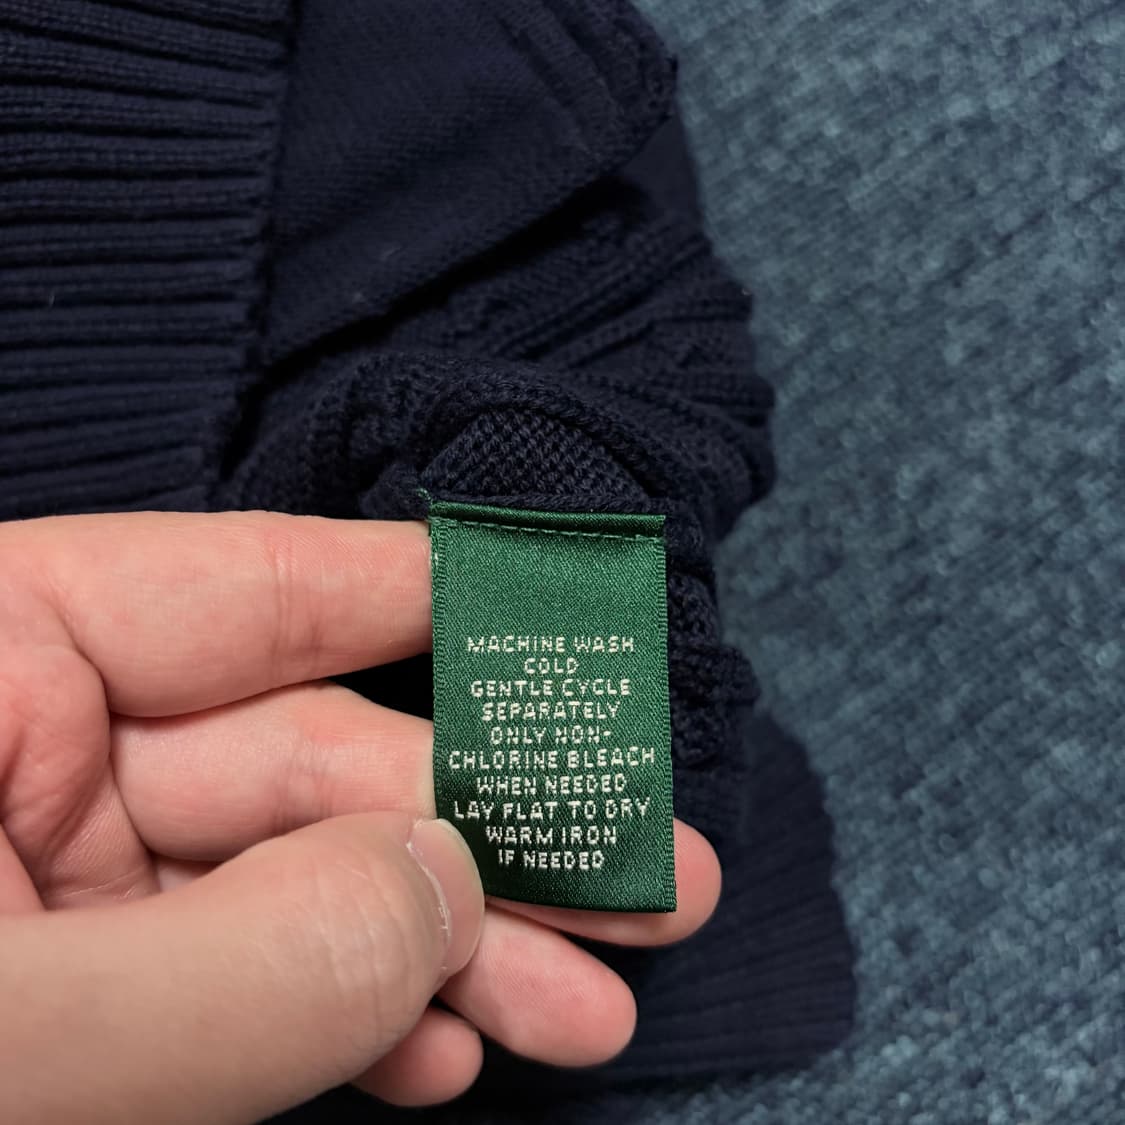 MACHINE WASH
COLD
GENTLE CYCLE
SEPARATELY
ONLY NON-
CHLORINE BLEACH
WHEN NEEDED
LAY FLAT TO DRY
WARM IRON
IF NEEDED